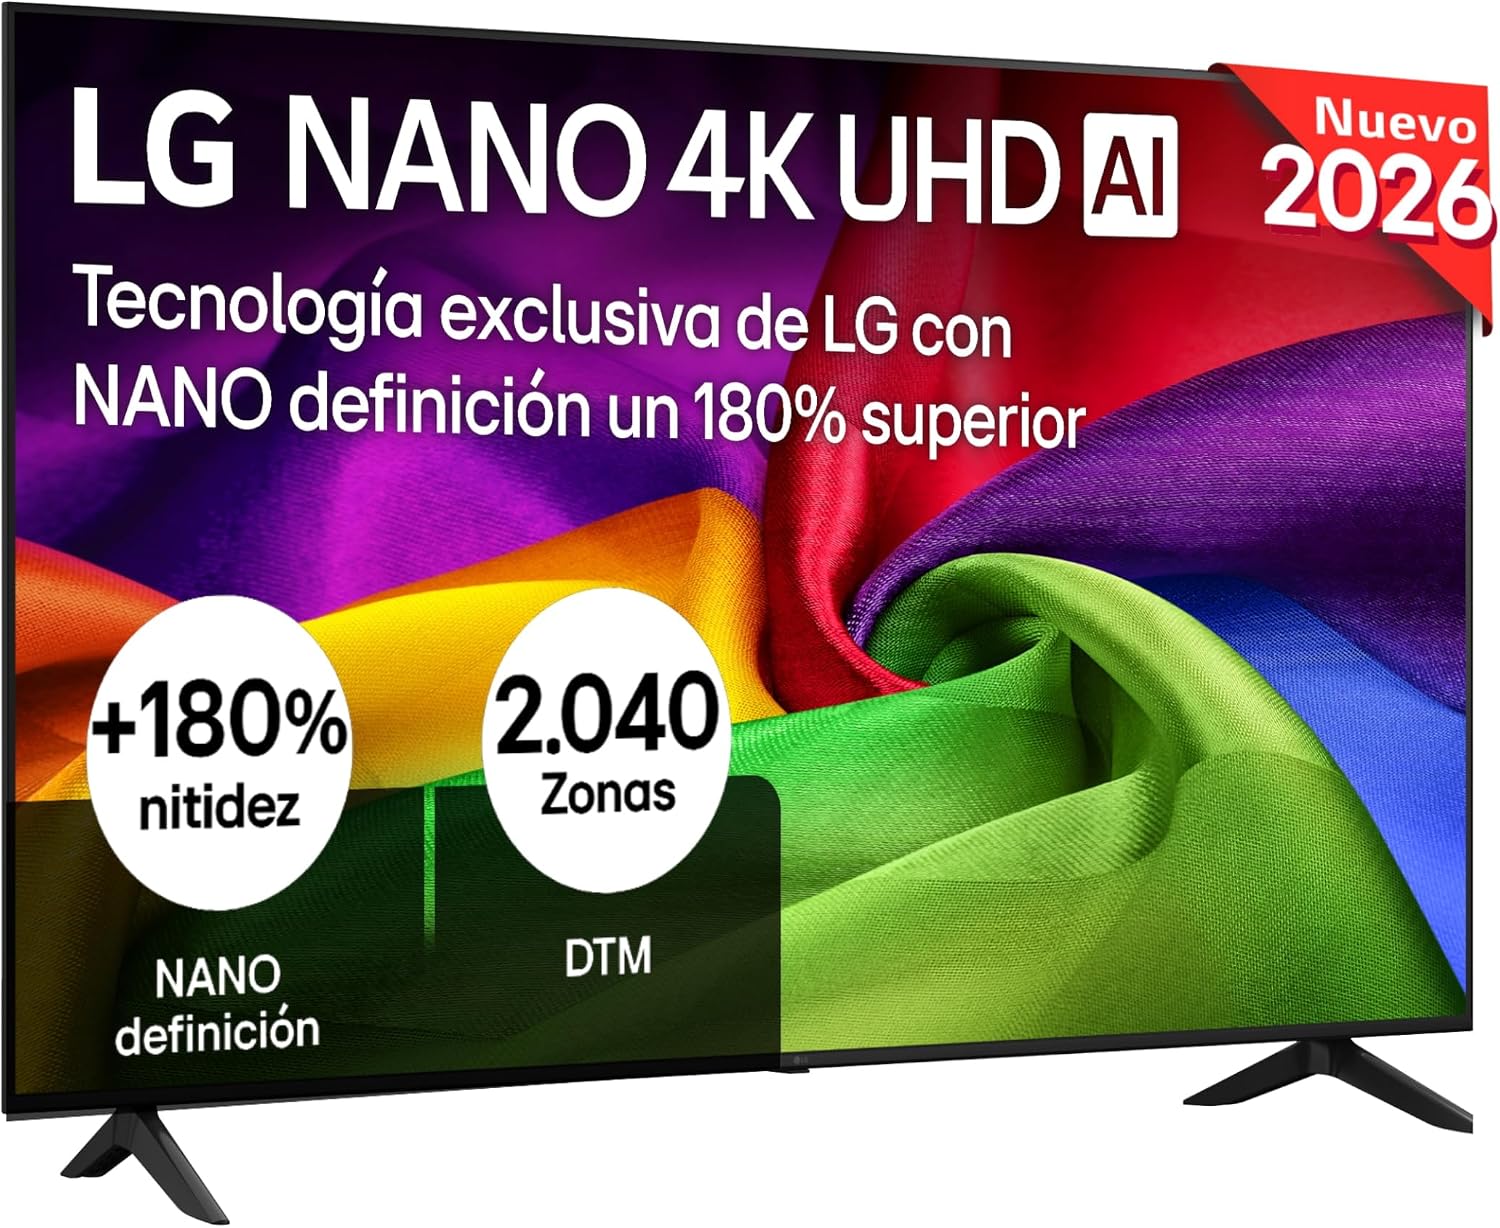 LG NANO 4K UHD AI
Nuevo
2026
Tecnología exclusiva de LG con
NANO definición un 180% superior
+180%
nitidez
2.040
Zonas
NANO
definición
DTM
LG